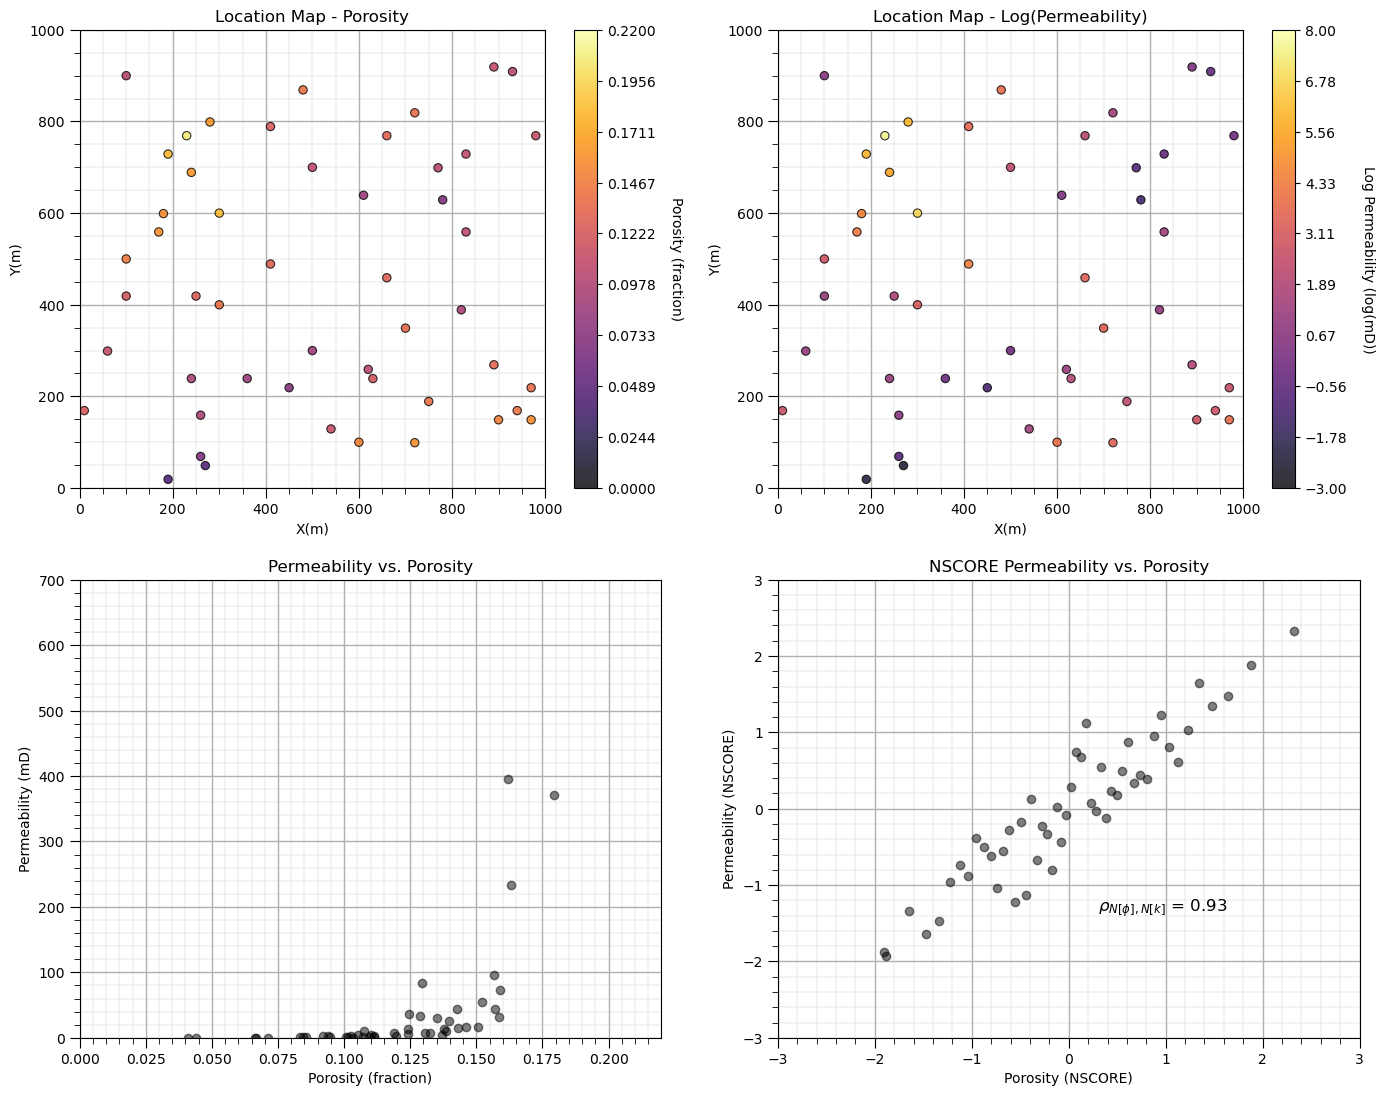 Location Map - Porosity
1000
800
600
400
200
0
Y(m)
0 200 400 600 800 1000
X(m)
0.2200
0.1956
0.1711
0.1467
0.1222
0.0978
0.0733
0.0489
0.0244
0.0000
Porosity (fraction)
Location Map - Log(Permeability)
1000
800
600
400
200
0
Y(m)
0 200 400 600 800 1000
X(m)
8.00
6.78
5.56
4.33
3.11
1.89
0.67
−0.56
−1.78
−3.00
Log Permeability (log(mD))
Permeability vs. Porosity
700
600
500
400
300
200
100
0
Permeability (mD)
0.000 0.025 0.050 0.075 0.100 0.125 0.150 0.175 0.200
Porosity (fraction)
NSCORE Permeability vs. Porosity
3
2
1
0
−1
−2
−3
Permeability (NSCORE)
ρN[ϕ], N[k] = 0.93
−3 −2 −1 0 1 2 3
Porosity (NSCORE)